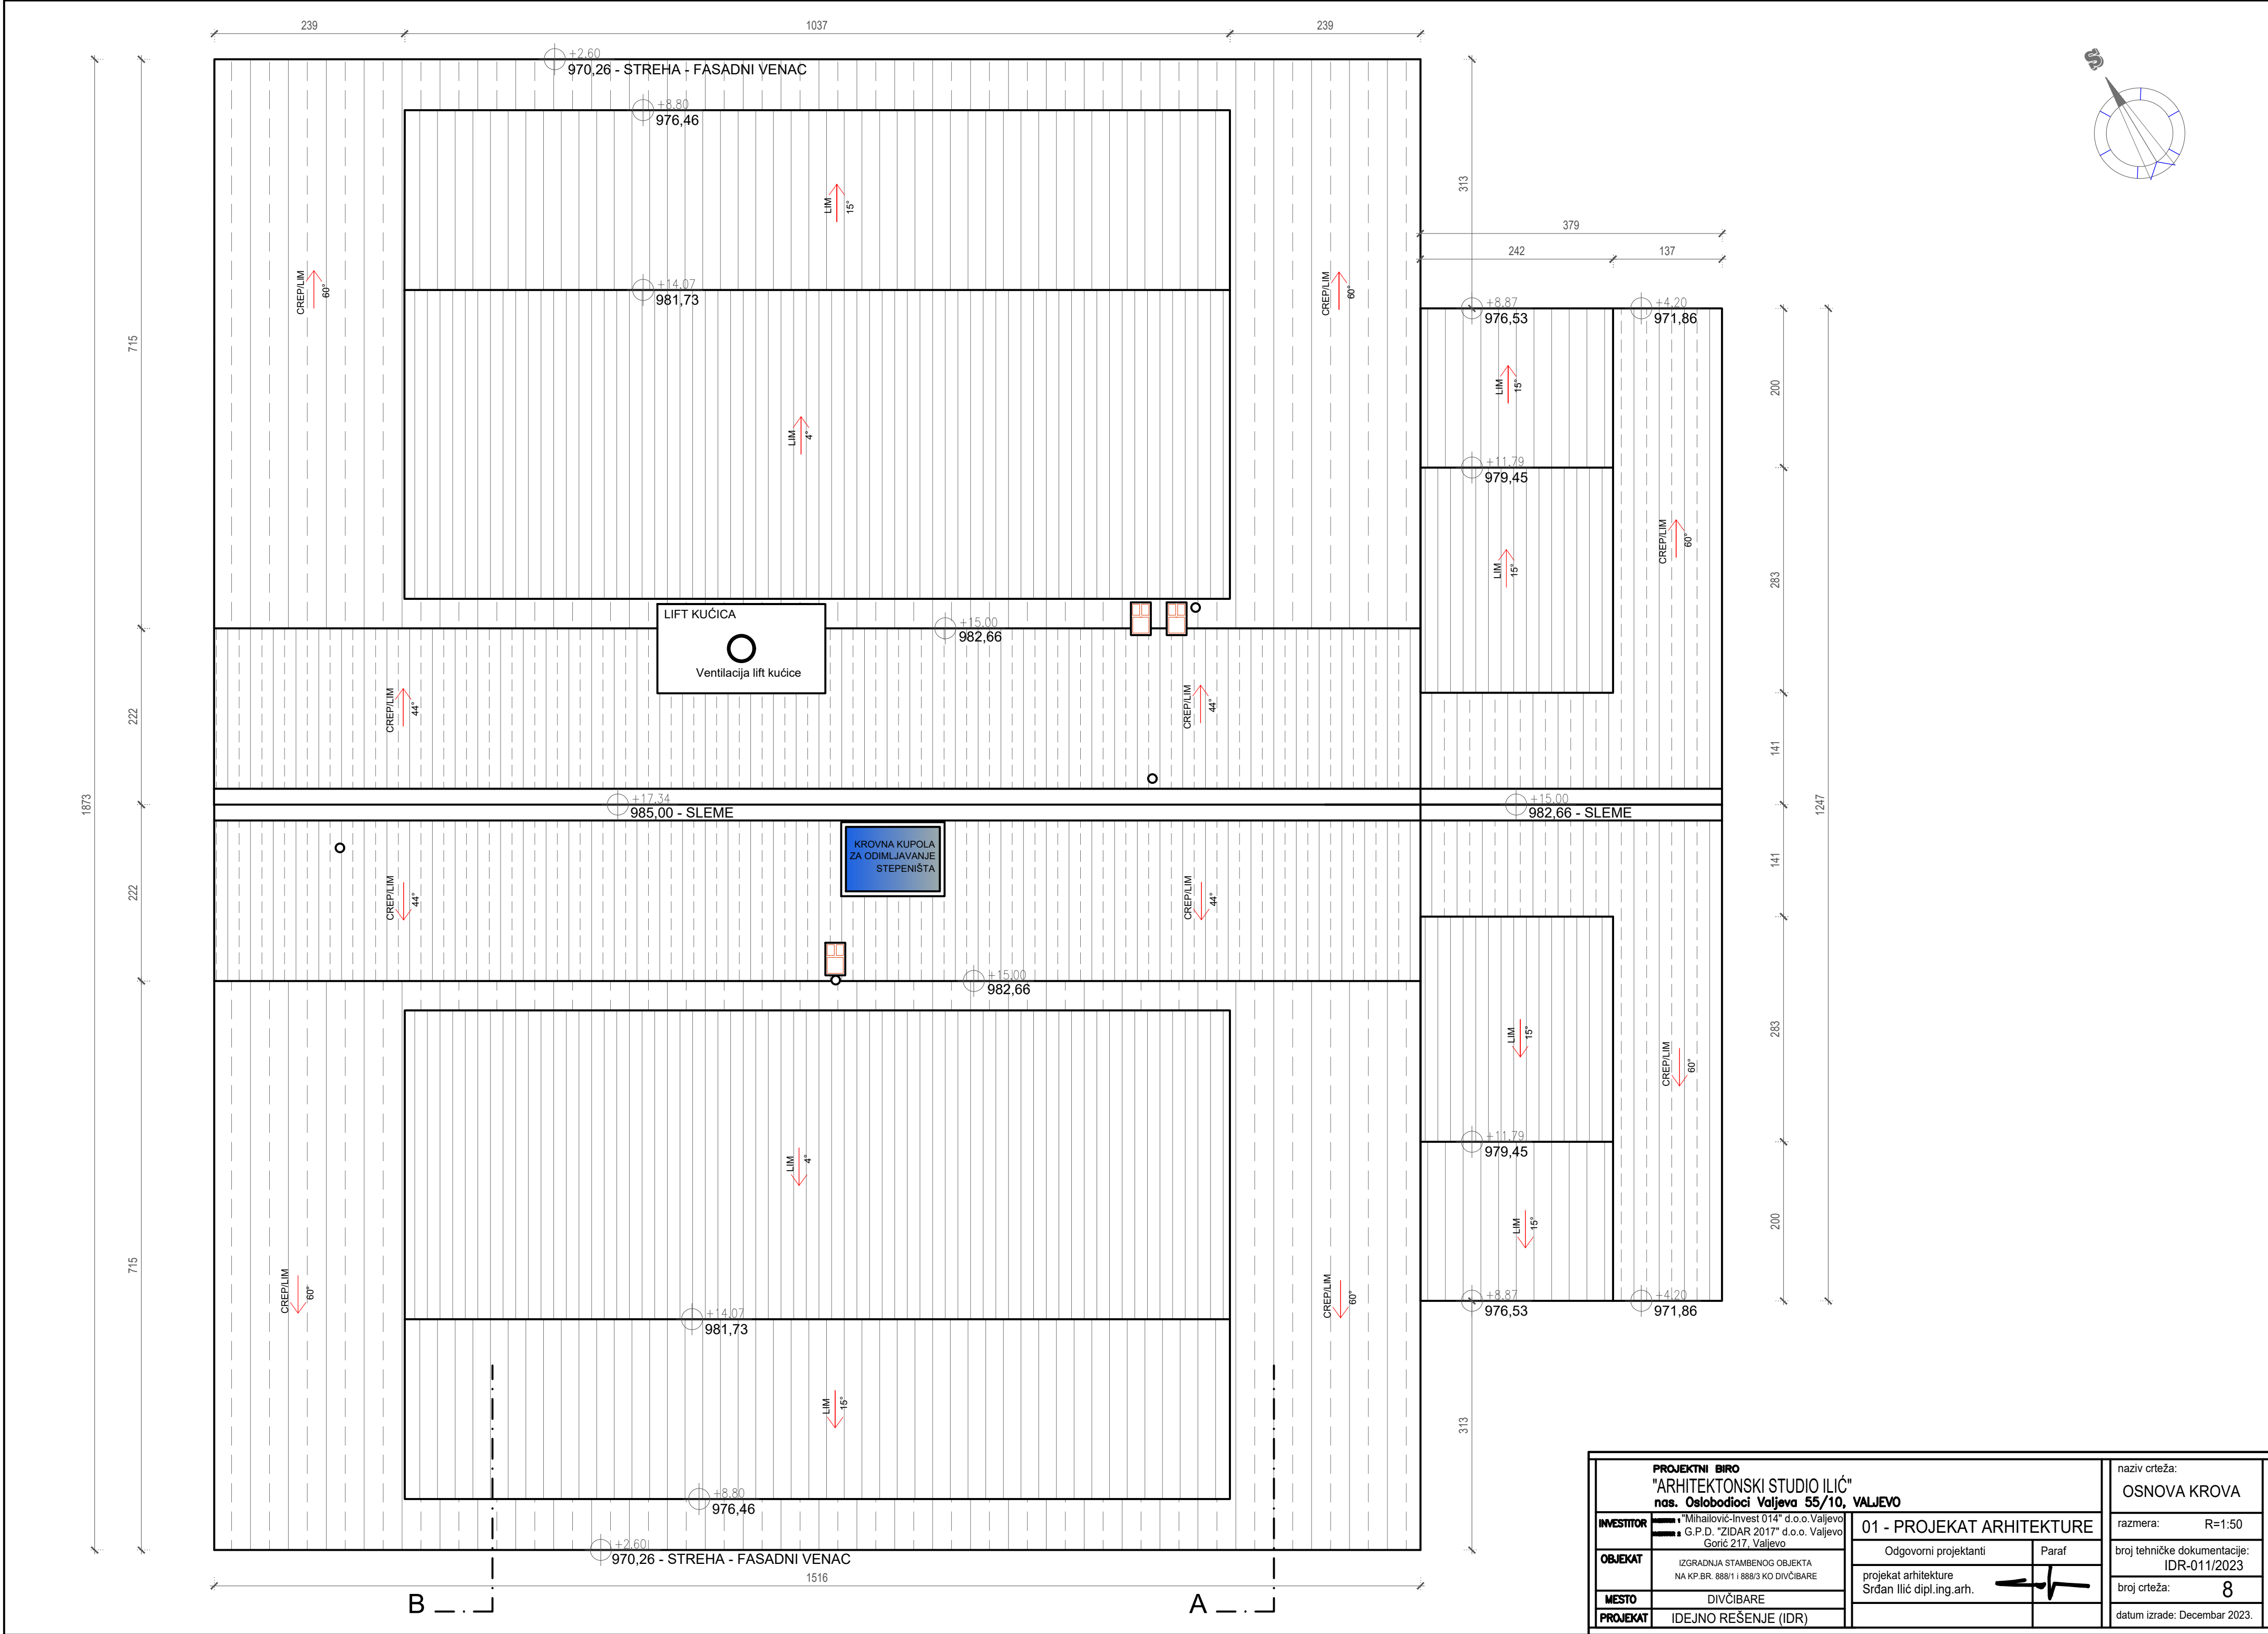 239
1037
239
+2,60
970,26 - STREHA - FASADNI VENAC
S
+8,80
976,46
313
LIM
15°
379
242
137
CREP/LIM
60°
+14,07
981,73
CREP/LIM
60°
+8,87
976,53
+4,20
971,86
715
LIM
15°
200
LIM
4°
+11,79
979,45
CREP/LIM
60°
LIM
15°
283
LIFT KUĆICA
+15,00
982,66
Ventilacija lift kućice
222
CREP/LIM
44°
CREP/LIM
44°
141
1873
+17,34
985,00 - SLEME
+15,00
982,66 - SLEME
1247
KROVNA KUPOLA
ZA ODIMLJAVANJE
STEPENIŠTA
222
CREP/LIM
44°
CREP/LIM
44°
141
+15,00
982,66
LIM
15°
283
CREP/LIM
60°
LIM
4°
+11,79
979,45
LIM
15°
200
715
CREP/LIM
60°
CREP/LIM
60°
+14,07
981,73
+8,87
976,53
+4,20
971,86
LIM
15°
313
+8,80
976,46
+2,60
970,26 - STREHA - FASADNI VENAC
1516
B
A
PROJEKTNI BIRO
"ARHITEKTONSKI STUDIO ILIĆ"
nas. Oslobodioci Valjeva 55/10, VALJEVO
INVESTITOR
1 "Mihailović-Invest 014" d.o.o.Valjevo
2 G.P.D. "ZIDAR 2017" d.o.o. Valjevo
Gorić 217, Valjevo
OBJEKAT
IZGRADNJA STAMBENOG OBJEKTA
NA KP.BR. 888/1 i 888/3 KO DIVČIBARE
MESTO
DIVČIBARE
PROJEKAT
IDEJNO REŠENJE (IDR)
01 - PROJEKAT ARHITEKTURE
Odgovorni projektanti
Paraf
projekat arhitekture
Srđan Ilić dipl.ing.arh.
naziv crteža:
OSNOVA KROVA
razmera: R=1:50
broj tehničke dokumentacije:
IDR-011/2023
broj crteža: 8
datum izrade: Decembar 2023.